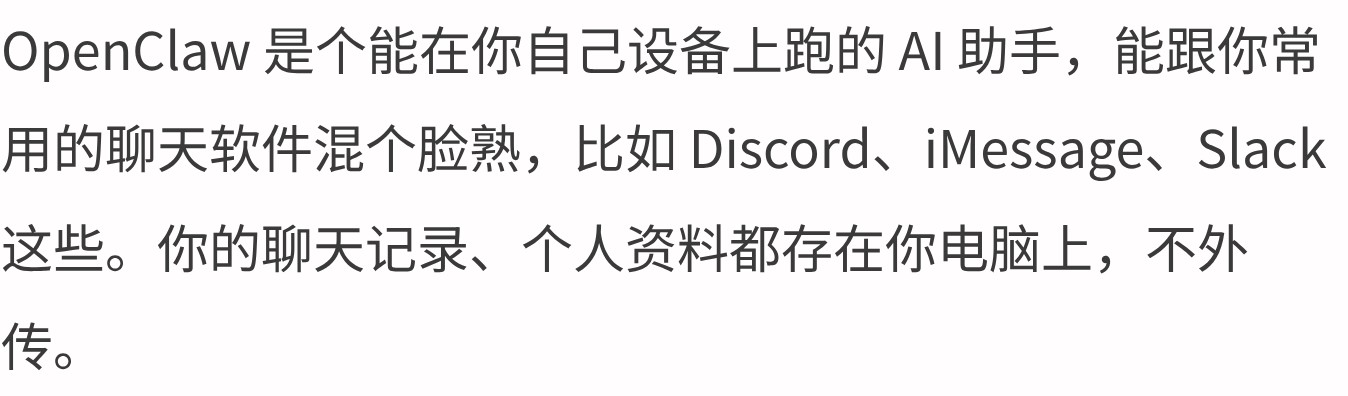 OpenClaw 是个能在你自己设备上跑的 AI 助手，能跟你常
用的聊天软件混个脸熟，比如 Discord、iMessage、Slack
这些。你的聊天记录、个人资料都存在你电脑上，不外
传。